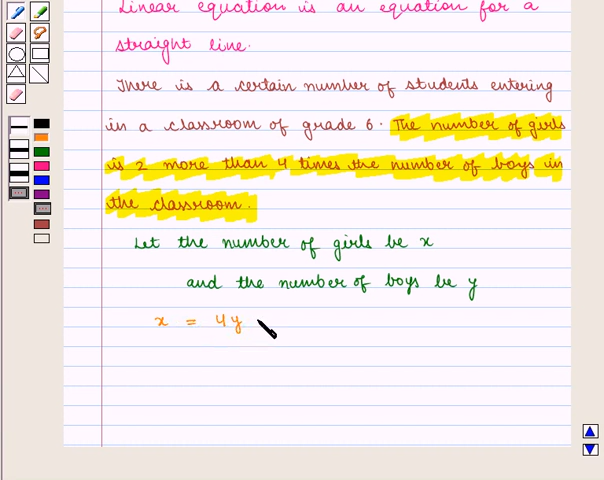 Linear equation is an equation for a
straight line.
There is a certain number of students entering
in a classroom of grade 6. The number of girls
is 2 more than 4 times the number of boys in
the classroom.
Let the number of girls be x
and the number of boys be y
x = 4y